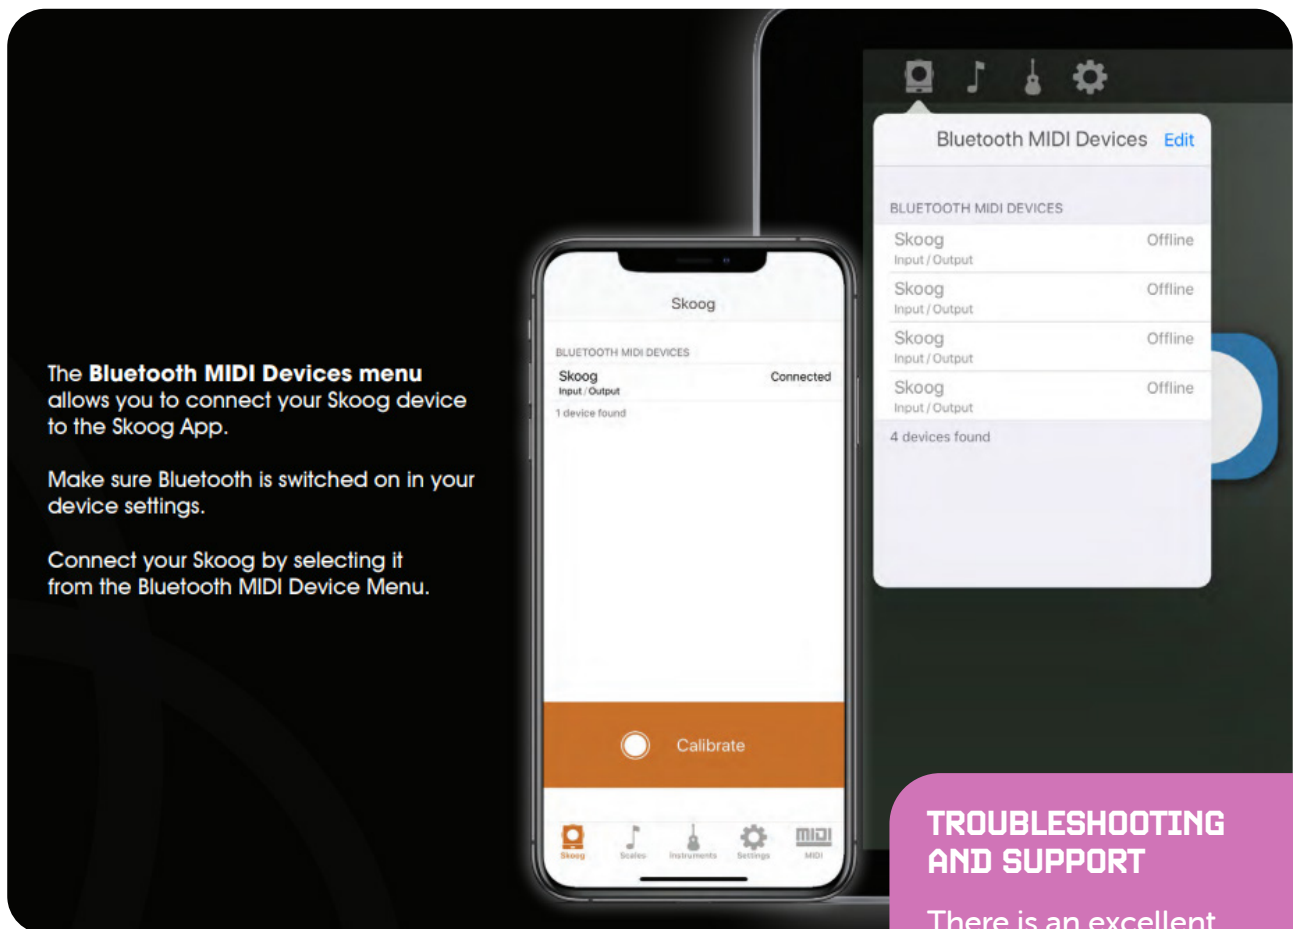 The Bluetooth MIDI Devices menu
allows you to connect your Skoog device
to the Skoog App.
Make sure Bluetooth is switched on in your
device settings.
Connect your Skoog by selecting it
from the Bluetooth MIDI Device Menu.
Skoog
BLUETOOTH MIDI DEVICES
Skoog Connected
Input / Output
1 device found
Calibrate
Skoog Scales Instruments Settings MIDI
Bluetooth MIDI Devices Edit
BLUETOOTH MIDI DEVICES
Skoog Offline
Input / Output
Skoog Offline
Input / Output
Skoog Offline
Input / Output
Skoog Offline
Input / Output
4 devices found
TROUBLESHOOTING
AND SUPPORT
There is an excellent